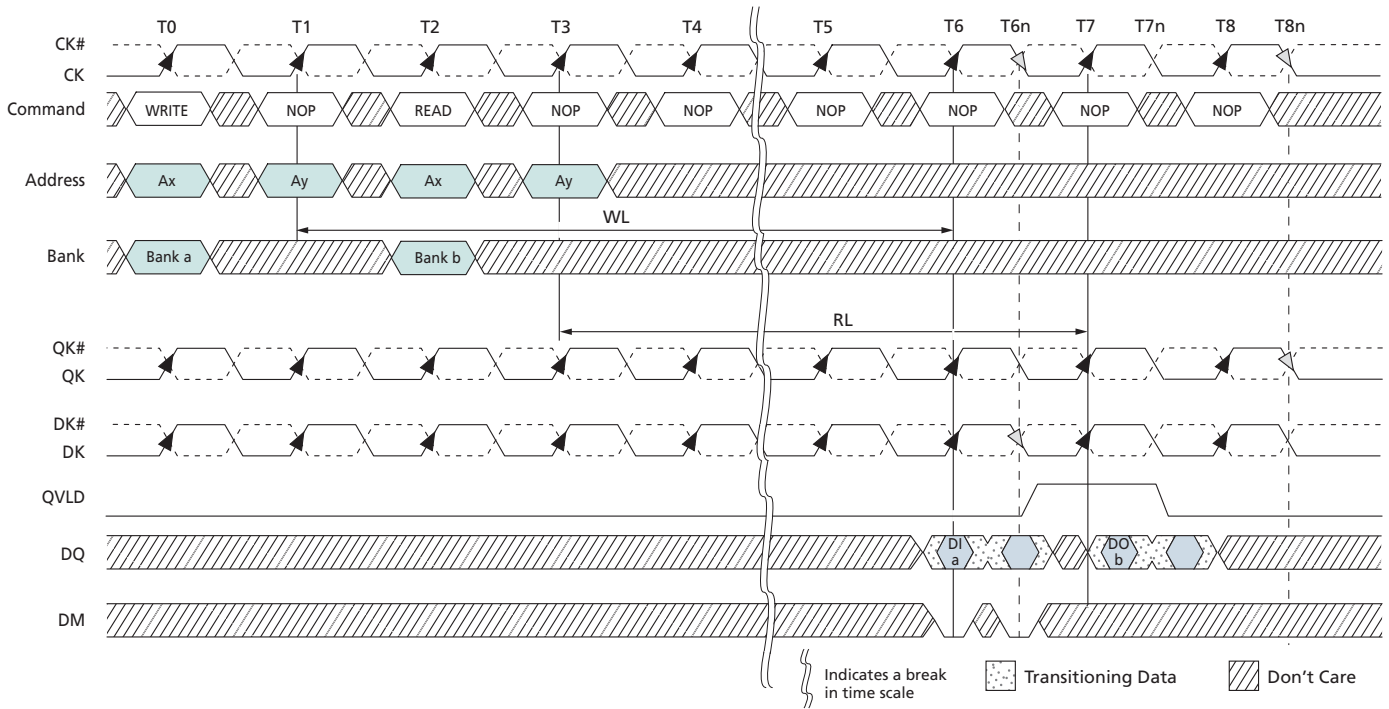 T0 T1 T2 T3 T4 T5 T6 T6n T7 T7n T8 T8n
CK#
CK
Command WRITE NOP READ NOP NOP NOP NOP NOP NOP
Address Ax Ay Ax Ay
WL
Bank Bank a Bank b
RL
QK#
QK
DK#
DK
QVLD
DQ DI a DO b
DM
Indicates a break
in time scale
Transitioning Data
Don't Care